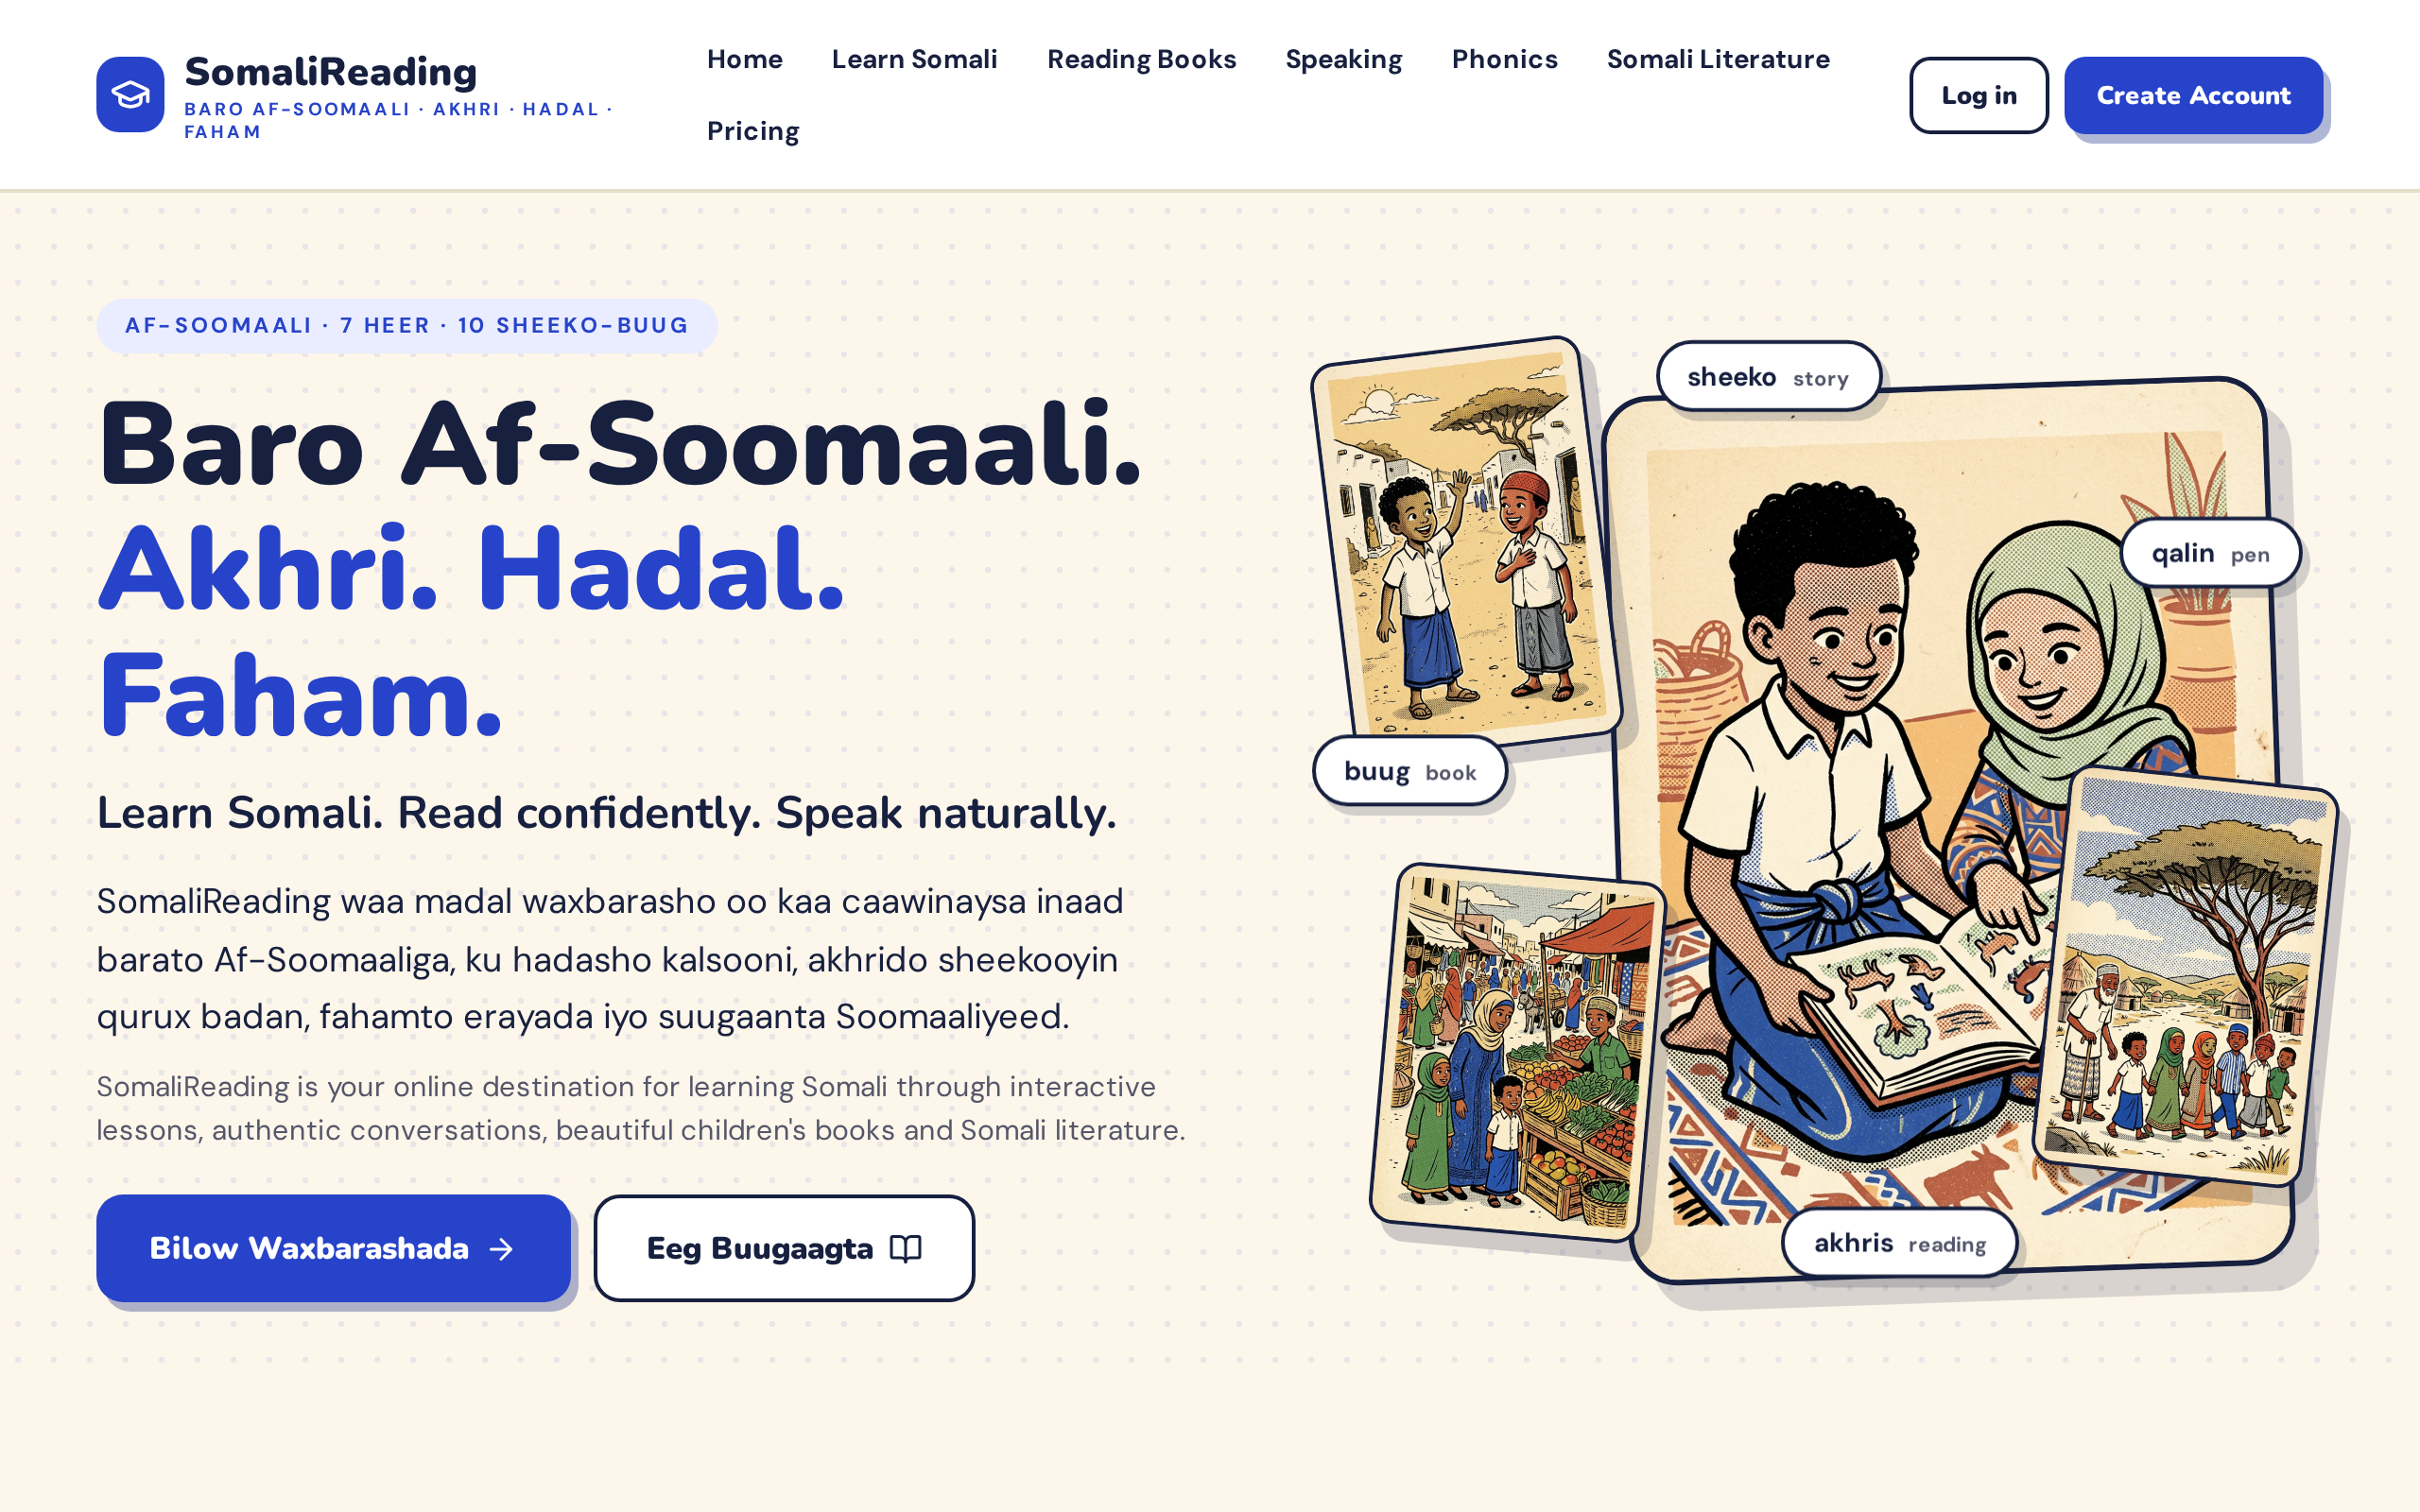 SomaliReading
BARO AF-SOOMAALI · AKHRI · HADAL ·
FAHAM
Home
Learn Somali
Reading Books
Speaking
Phonics
Somali Literature
Pricing
Log in
Create Account
AF-SOOMAALI · 7 HEER · 10 SHEEKO-BUUG
Baro Af-Soomaali.
Akhri. Hadal.
Faham.
Learn Somali. Read confidently. Speak naturally.
SomaliReading waa madal waxbarasho oo kaa caawinaysa inaad
barato Af-Soomaaliga, ku hadasho kalsooni, akhrido sheekooyin
qurux badan, fahamto erayada iyo suugaanta Soomaaliyeed.
SomaliReading is your online destination for learning Somali through interactive
lessons, authentic conversations, beautiful children's books and Somali literature.
Bilow Waxbarashada
Eeg Buugaagta
sheeko story
qalin pen
buug book
akhris reading